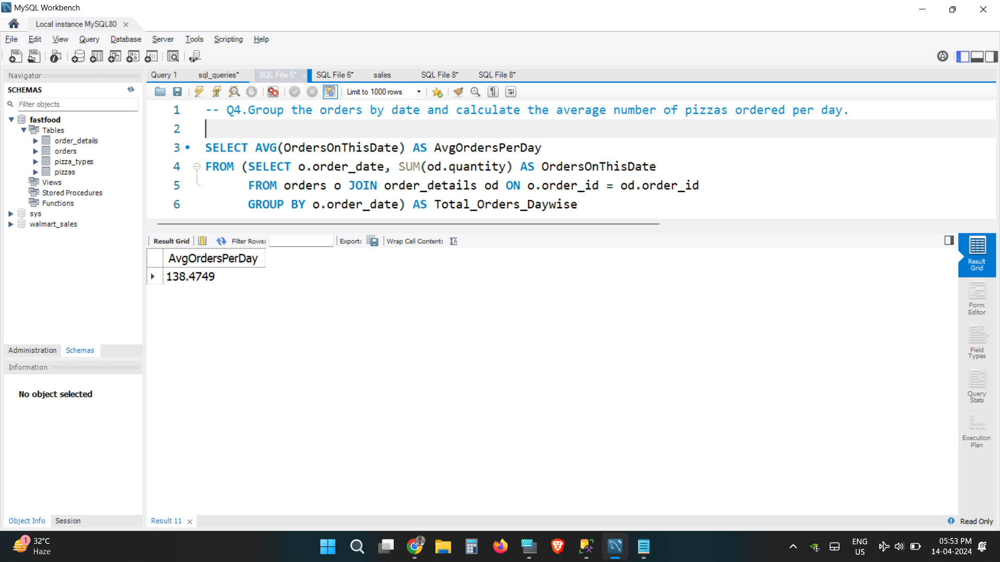 MySQL Workbench
Local instance MySQL80
File Edit View Query Database Server Tools Scripting Help
Navigator
SCHEMAS
Filter objects
fastfood
Tables
order_details
orders
pizza_types
pizzas
Views
Stored Procedures
Functions
sys
walmart_sales
Administration Schemas
Information
No object selected
Object Info Session
Query 1 sql_queries* SQL File 5* SQL File 6* sales SQL File 8* SQL File 8*
Limit to 1000 rows
1 -- Q4.Group the orders by date and calculate the average number of pizzas ordered per day.
2
3 SELECT AVG(OrdersOnThisDate) AS AvgOrdersPerDay
4 FROM (SELECT o.order_date, SUM(od.quantity) AS OrdersOnThisDate
5 FROM orders o JOIN order_details od ON o.order_id = od.order_id
6 GROUP BY o.order_date) AS Total_Orders_Daywise
Result Grid Filter Rows: Export: Wrap Cell Content:
AvgOrdersPerDay
138.4749
Result
Grid
Form
Editor
Field
Types
Query
Stats
Execution
Plan
Result 11
Read Only
1
32°C
Haze
ENG
US
05:53 PM
14-04-2024